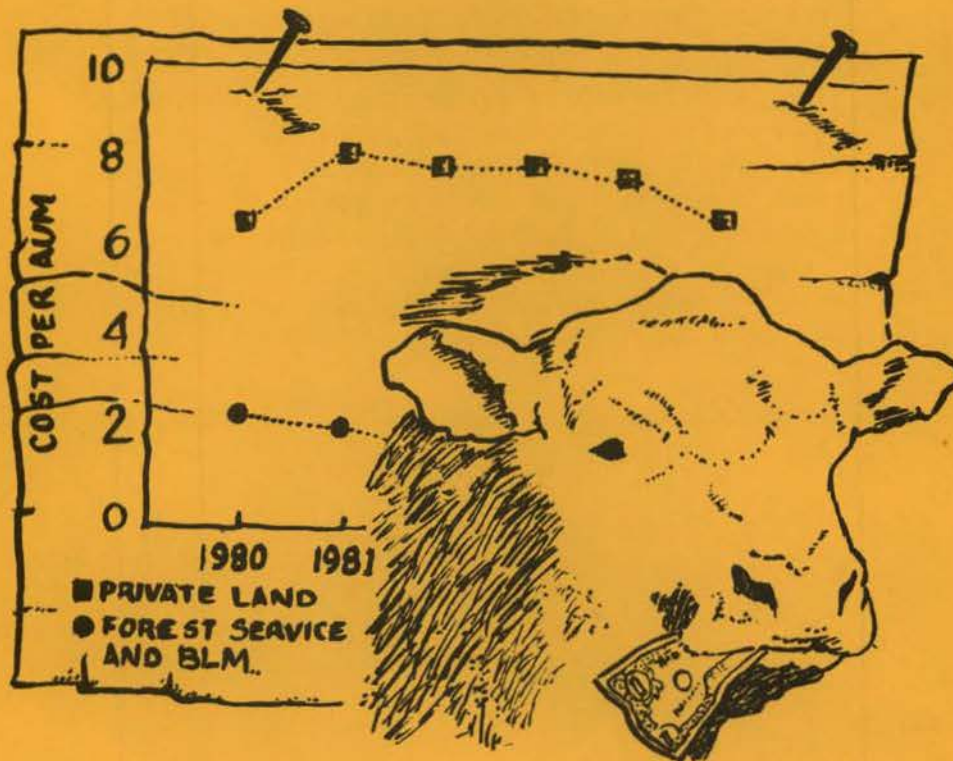 10
8
6
4
2
0
COST PER AUM
1980 1981
PRIVATE LAND
FOREST SERVICE
AND BLM